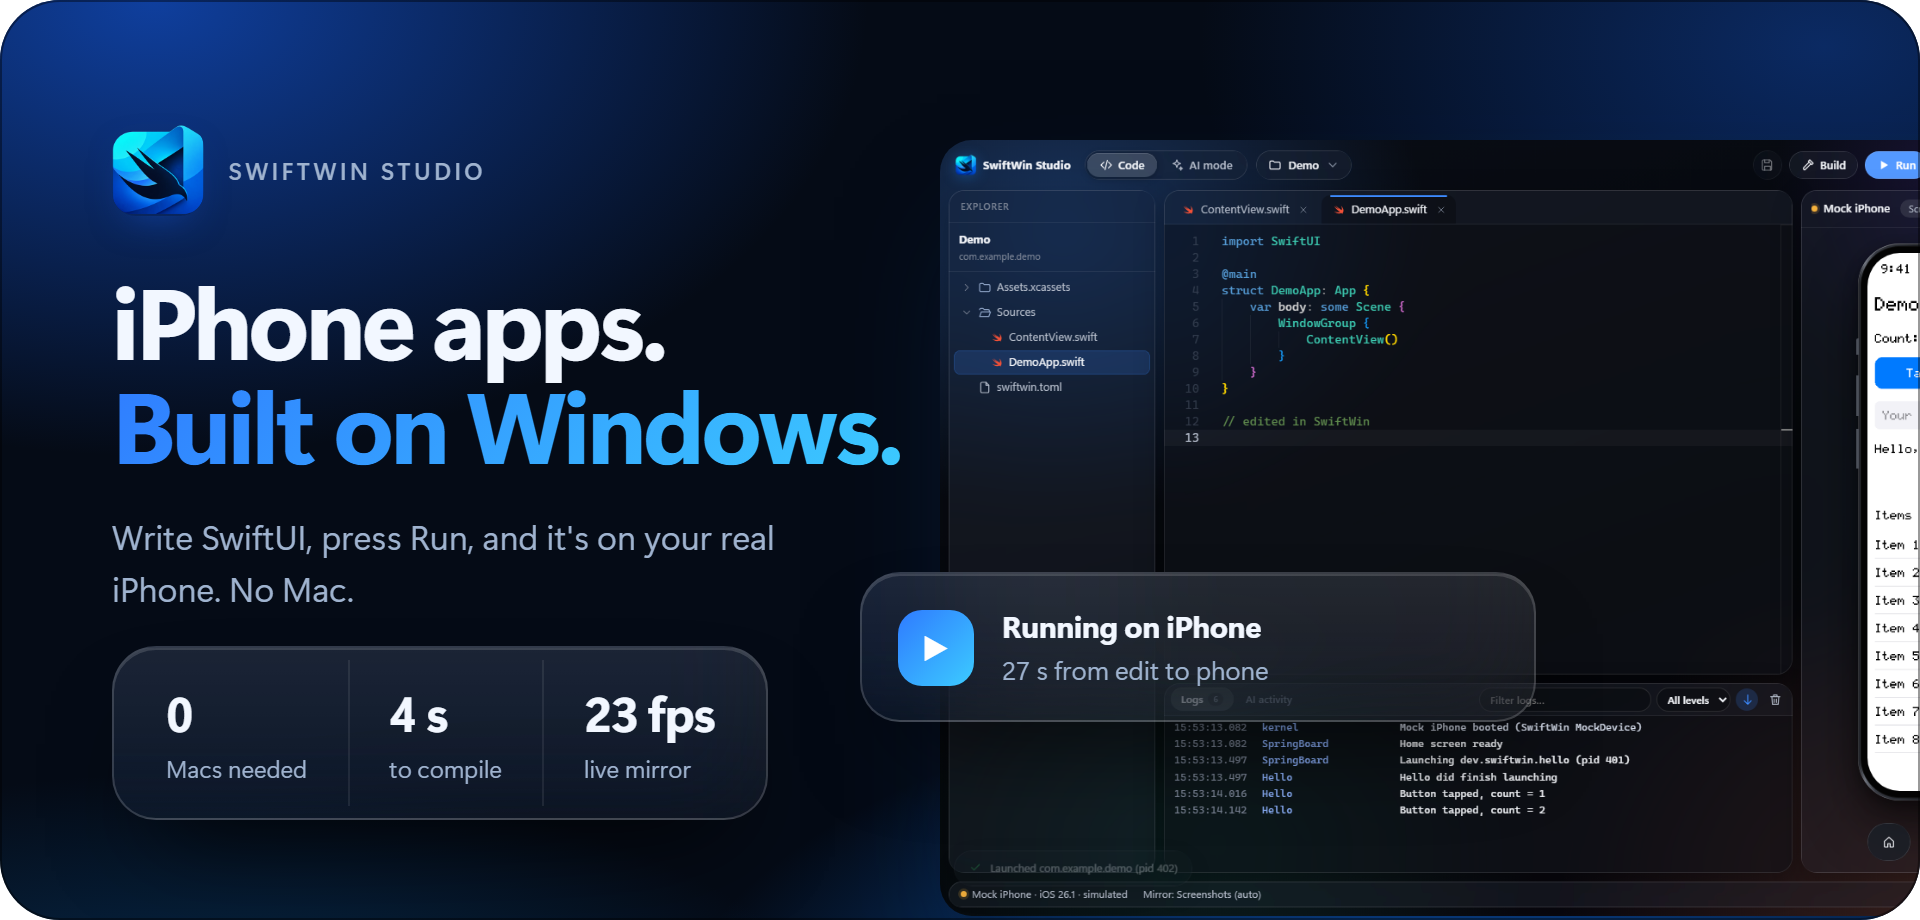 SWIFTWIN STUDIO
iPhone apps.
Built on Windows.
Write SwiftUI, press Run, and it's on your real
iPhone. No Mac.
0
Macs needed
4 s
to compile
23 fps
live mirror
SwiftWin Studio
Code
AI mode
Demo
Build
Run
EXPLORER
Demo
com.example.demo
Assets.xcassets
Sources
ContentView.swift
DemoApp.swift
swiftwin.toml
ContentView.swift
DemoApp.swift
1 import SwiftUI
2
3 @main
4 struct DemoApp: App {
5 var body: some Scene {
6 WindowGroup {
7 ContentView()
8 }
9 }
10 }
11
12 // edited in SwiftWin
13
Running on iPhone
27 s from edit to phone
Logs 6
AI activity
Filter logs...
All levels
15:53:13.082 kernel Mock iPhone booted (SwiftWin MockDevice)
15:53:13.082 SpringBoard Home screen ready
15:53:13.497 SpringBoard Launching dev.swiftwin.hello (pid 401)
15:53:13.497 Hello Hello did finish launching
15:53:14.016 Hello Button tapped, count = 1
15:53:14.142 Hello Button tapped, count = 2
Launched com.example.demo (pid 402)
Mock iPhone · iOS 26.1 · simulated
Mirror: Screenshots (auto)
Mock iPhone
9:41
Demo
Count:
Your
Hello,
Items
Item 1
Item 2
Item 3
Item 4
Item 5
Item 6
Item 7
Item 8